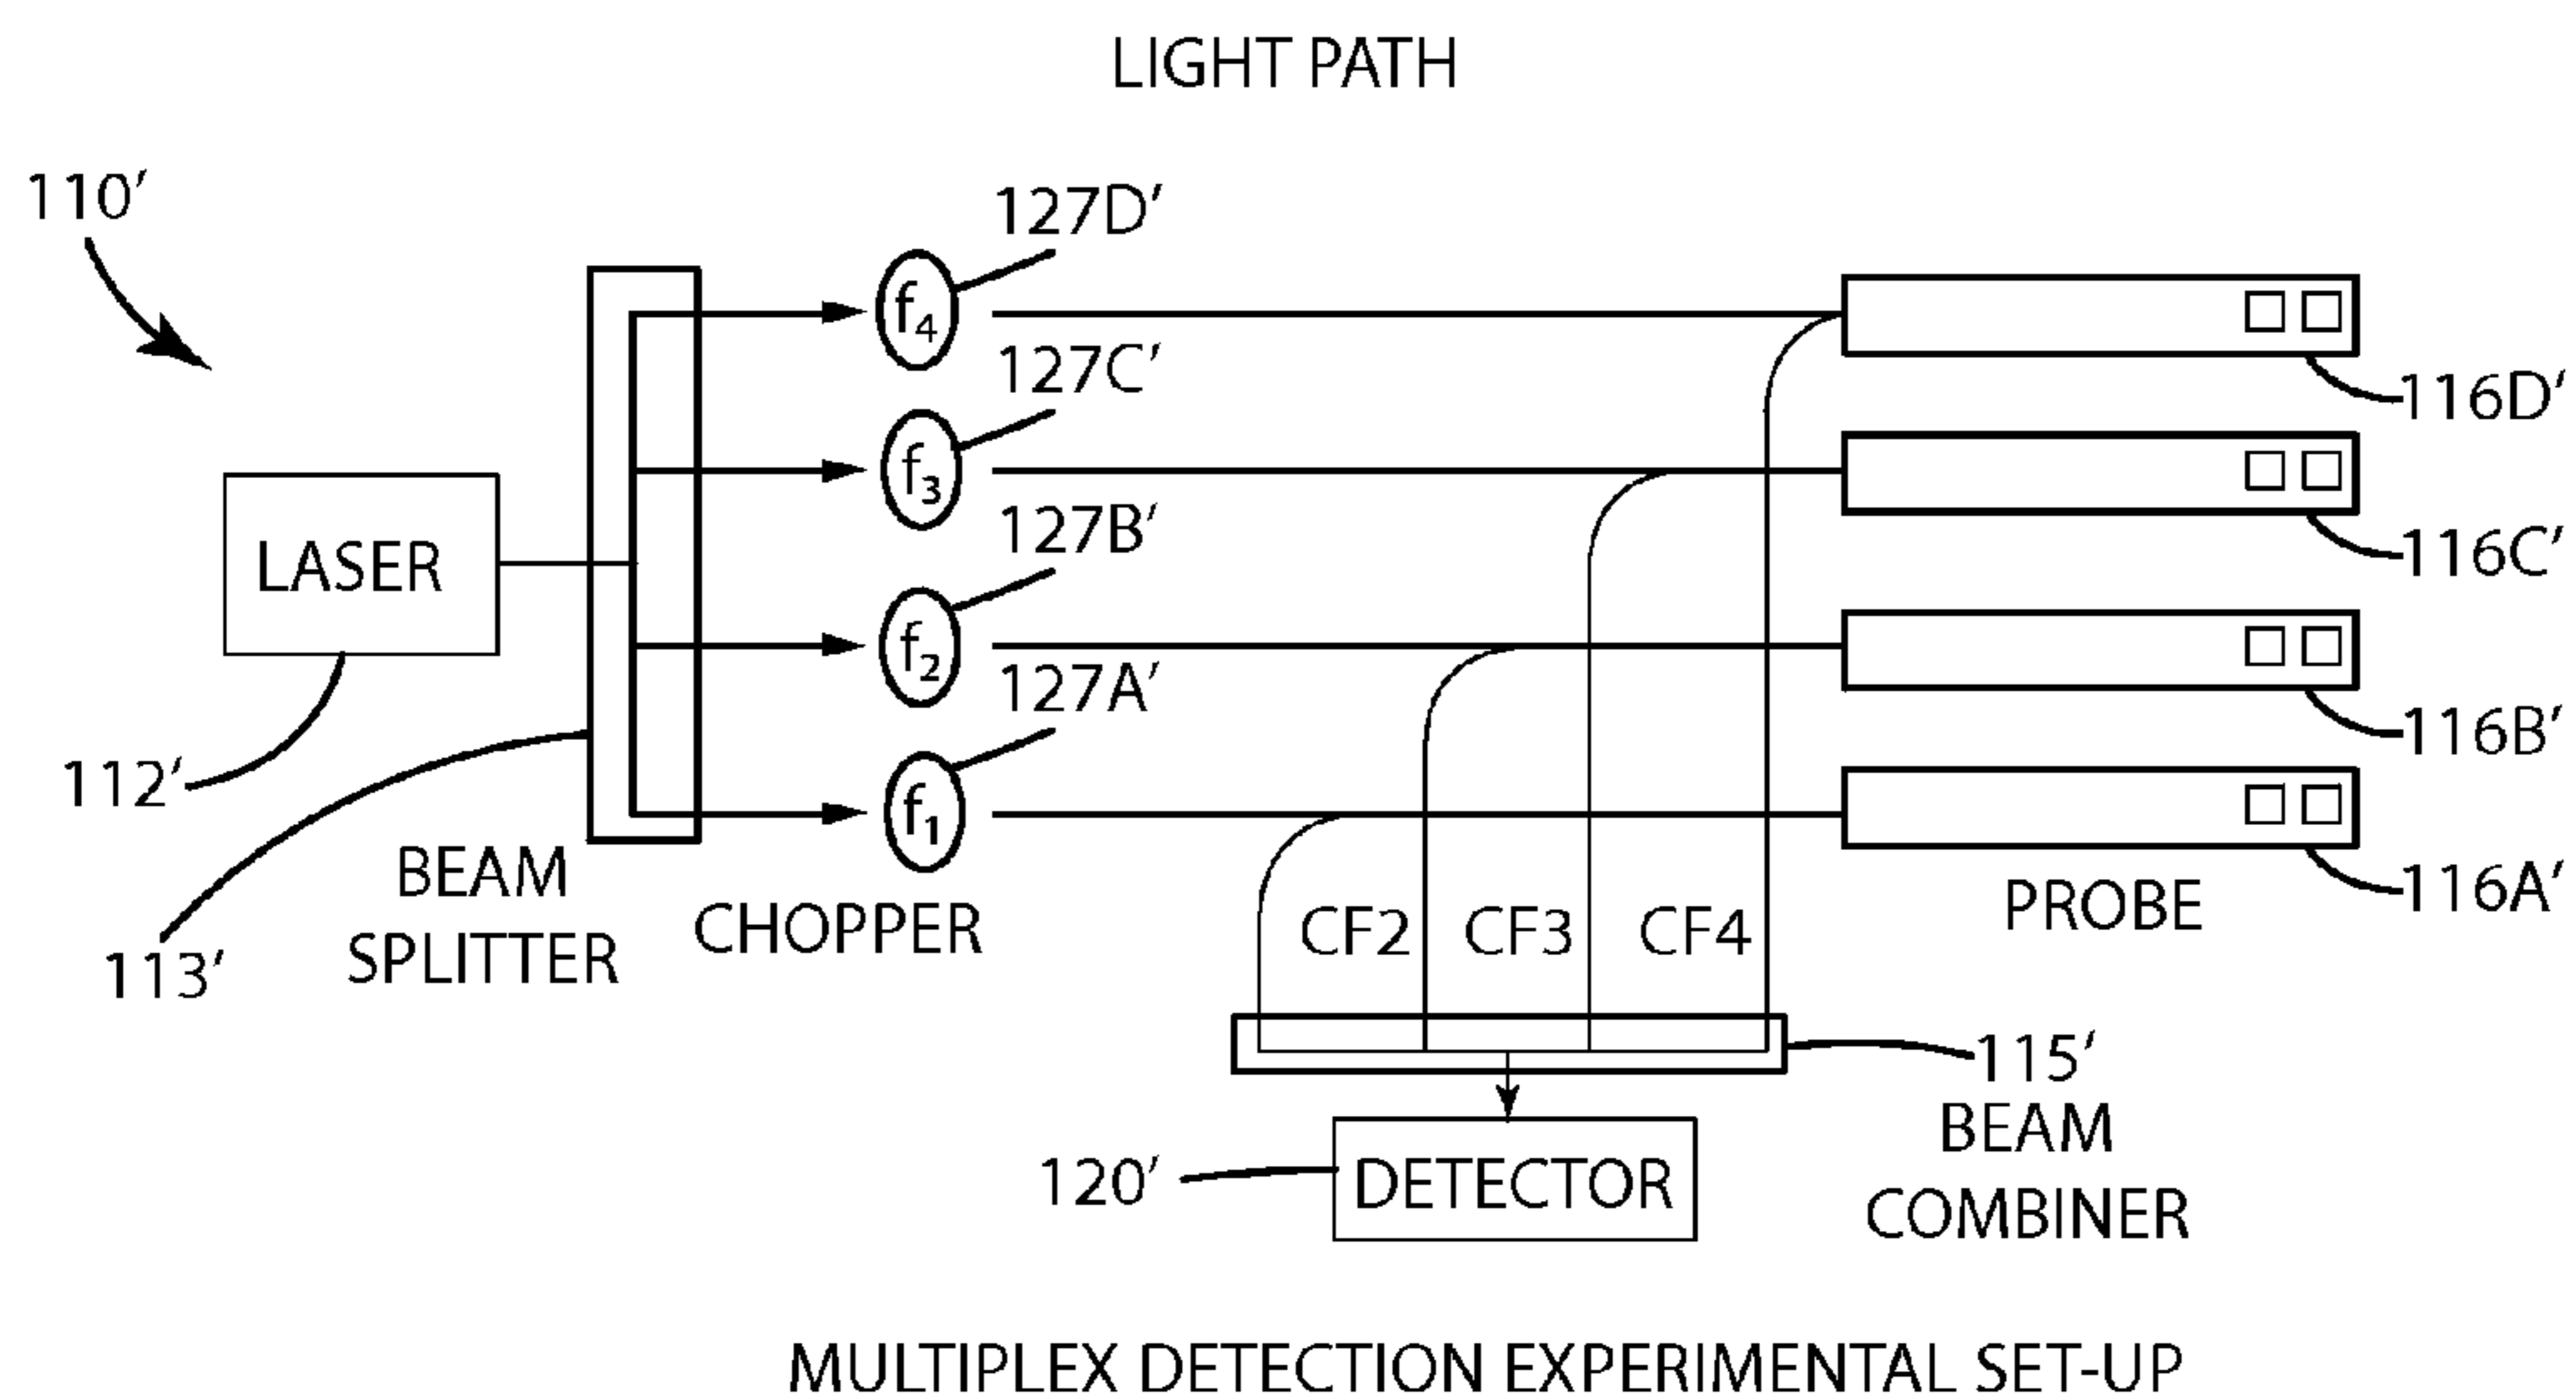 LIGHT PATH
110'
127D'
f4
127C'
f3
127B'
f2
127A'
f1
LASER
112'
113'
BEAM
SPLITTER
CHOPPER
116D'
116C'
116B'
116A'
PROBE
CF2 CF3 CF4
115'
BEAM
COMBINER
120'
DETECTOR
MULTIPLEX DETECTION EXPERIMENTAL SET-UP